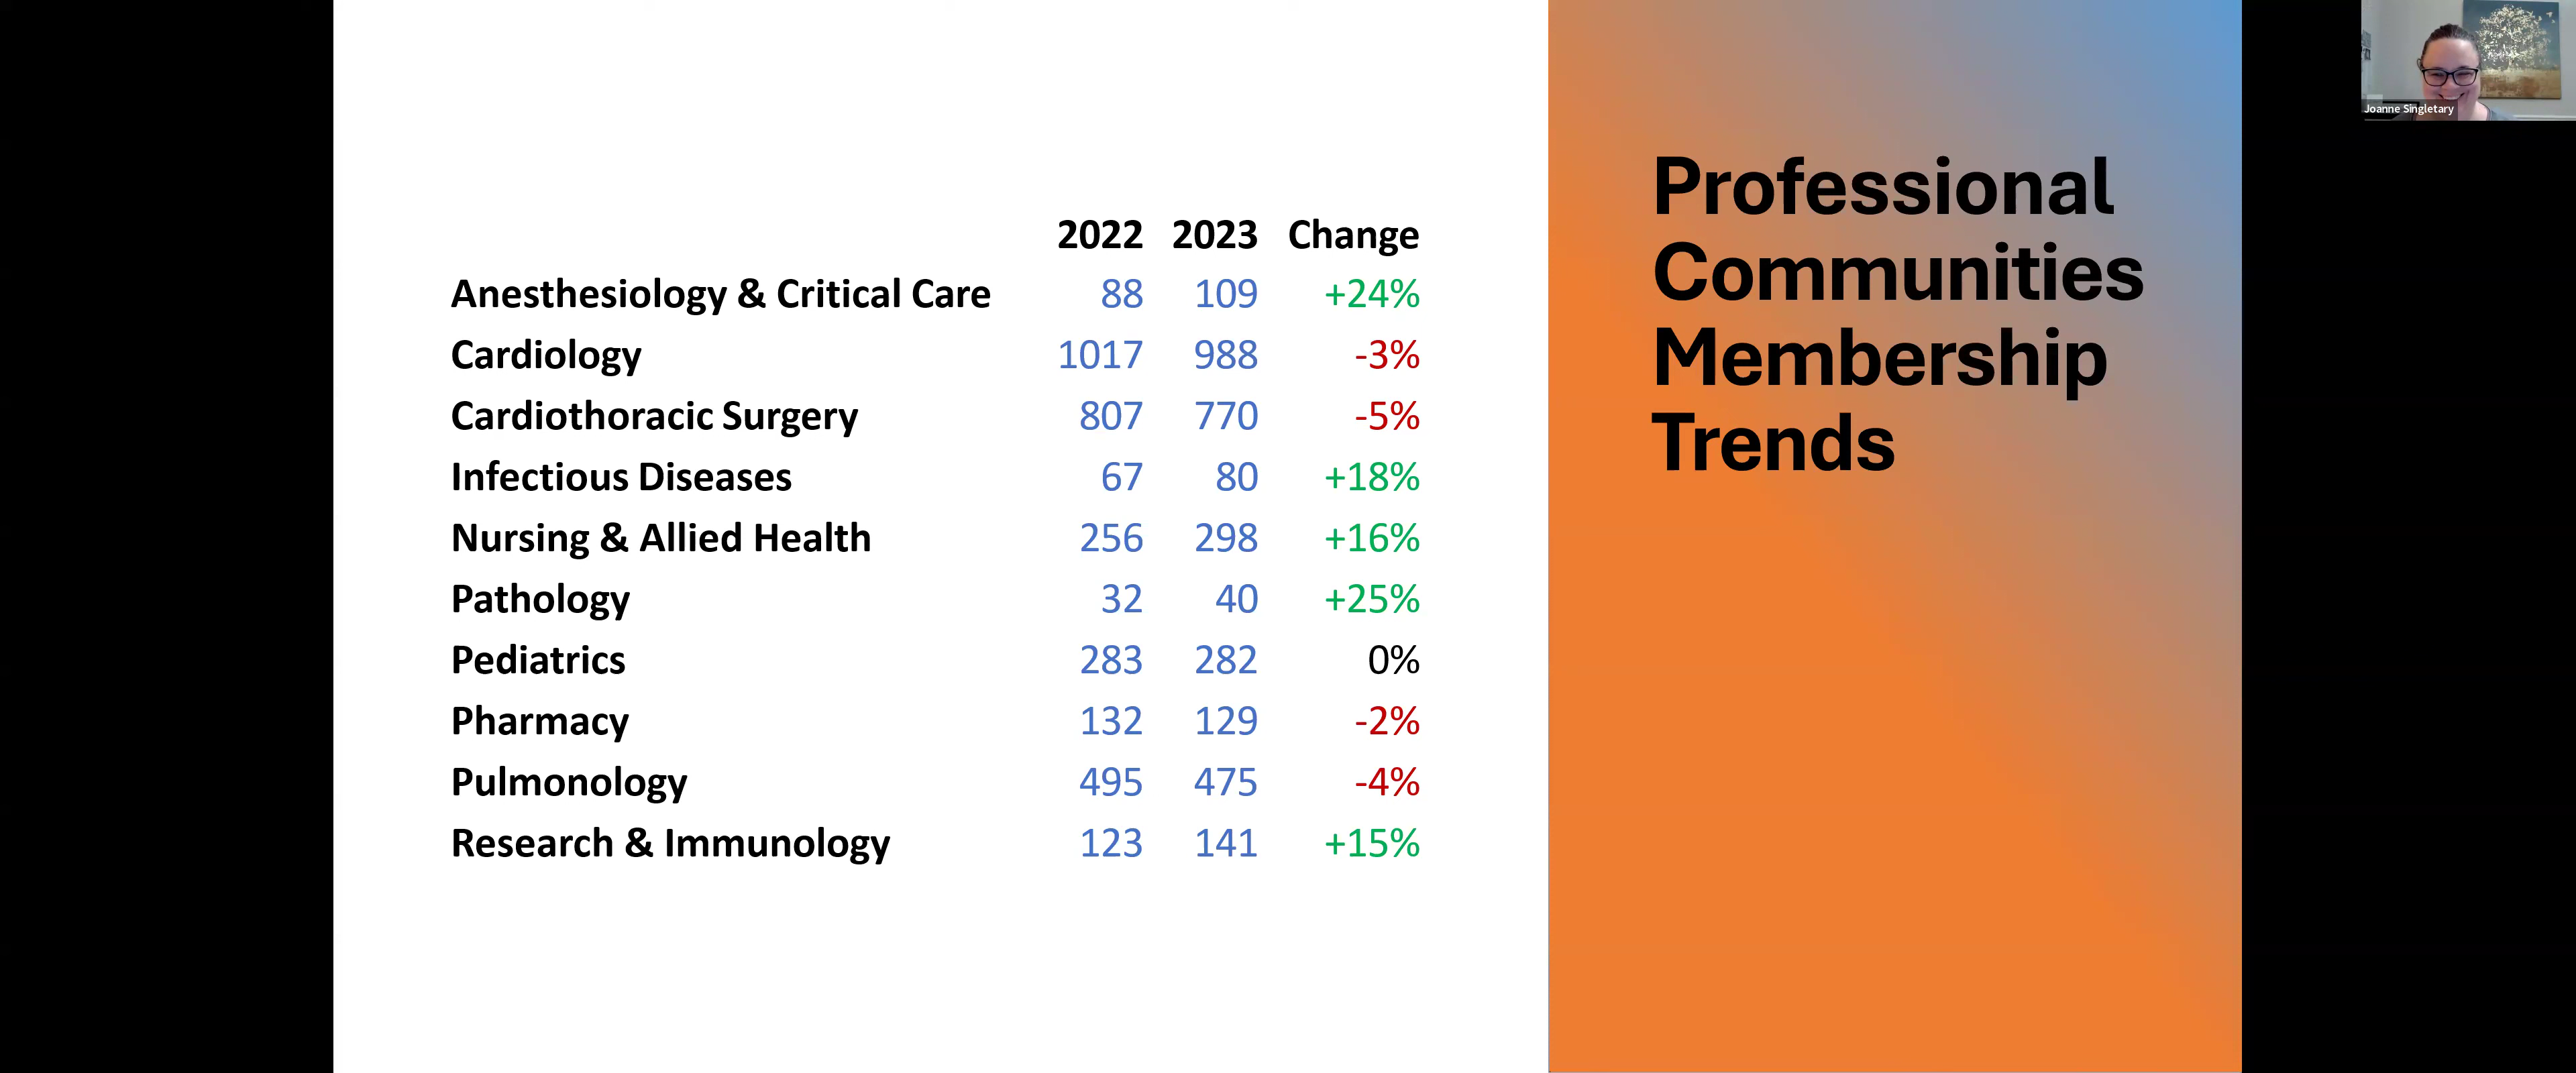 2022 2023 Change
Anesthesiology & Critical Care 88 109 +24%
Cardiology 1017 988 -3%
Cardiothoracic Surgery 807 770 -5%
Infectious Diseases 67 80 +18%
Nursing & Allied Health 256 298 +16%
Pathology 32 40 +25%
Pediatrics 283 282 0%
Pharmacy 132 129 -2%
Pulmonology 495 475 -4%
Research & Immunology 123 141 +15%
Professional
Communities
Membership
Trends
Joanne Singletary